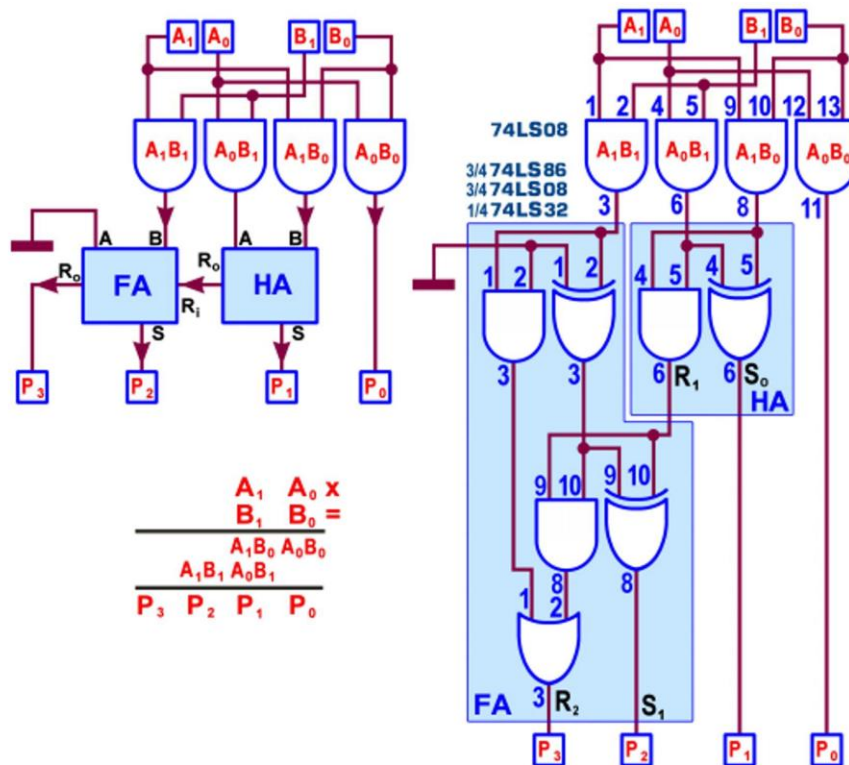 A₁ A₀ B₁ B₀
A₁B₁ A₀B₁ A₁B₀ A₀B₀
A B A B
FA Rₒ Rᵢ Rₒ HA
S S
P₃ P₂ P₁ P₀
A₁ A₀ x
B₁ B₀ =
A₁B₀ A₀B₀
A₁B₁ A₀B₁
P₃ P₂ P₁ P₀
A₁ A₀ B₁ B₀
1 2 4 5 9 10 12 13
74LS08
A₁B₁ A₀B₁ A₁B₀ A₀B₀
3/4 74LS86
3/4 74LS08
1/4 74LS32
3 6 8 11
1 2 1 2 4 5 4 5
3 3 6 R₁ 6 Sₒ
HA
9 10 9 10
8 8
1 2
FA 3 R₂ S₁
P₃ P₂ P₁ P₀